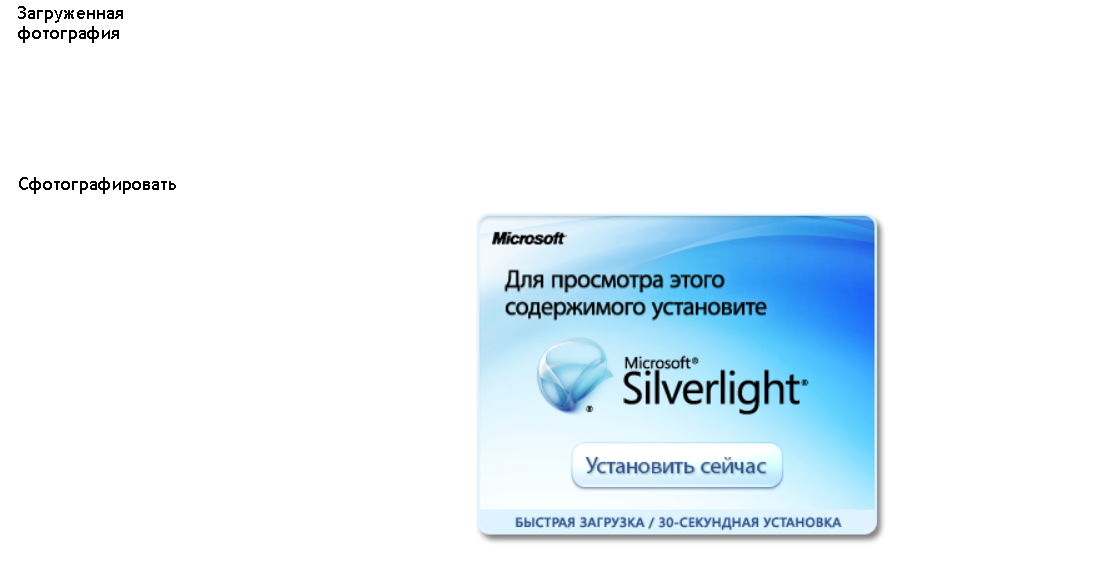 Загруженная
фотография
Сфотографировать
Microsoft
Для просмотра этого
содержимого установите
Microsoft®
Silverlight®
®
Установить сейчас
БЫСТРАЯ ЗАГРУЗКА / 30-СЕКУНДНАЯ УСТАНОВКА